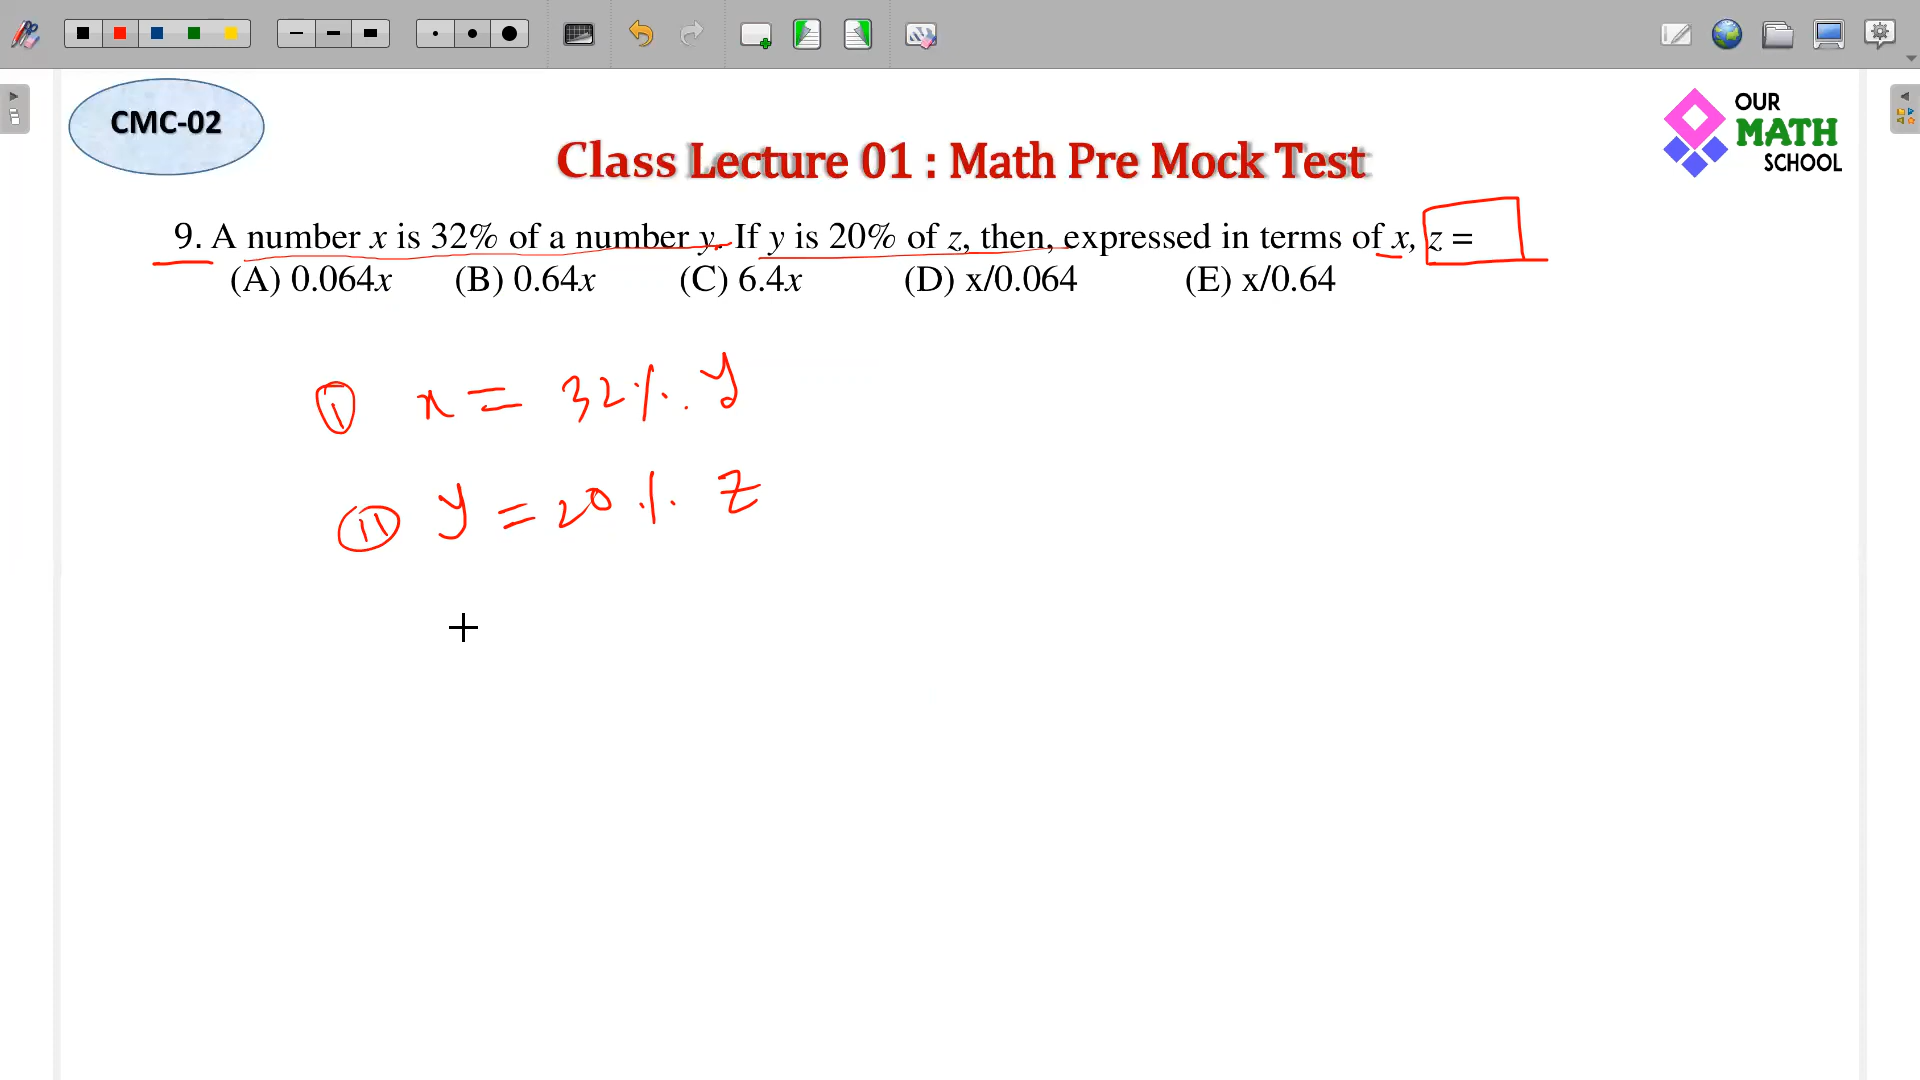 CMC-02
OUR
MATH
SCHOOL
Class Lecture 01 : Math Pre Mock Test
9. A number x is 32% of a number y. If y is 20% of z, then, expressed in terms of x, z =
(A) 0.064x (B) 0.64x (C) 6.4x (D) x/0.064 (E) x/0.64
(i) x = 32% y
(ii) y = 20% z